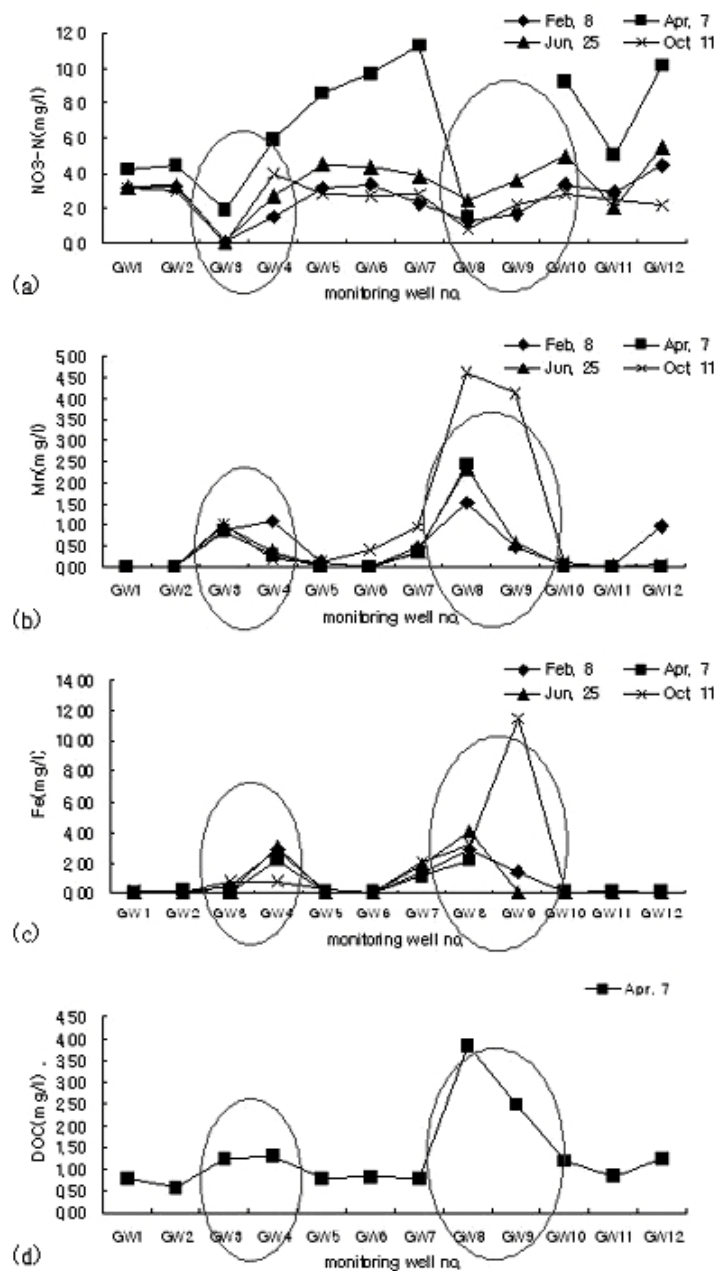 Feb, 8 Apr, 7
Jun, 25 Oct, 11
NO3-N(mg/l)
12.0
10.0
8.0
6.0
4.0
2.0
0.0
GW1 GW2 GW3 GW4 GW5 GW6 GW7 GW8 GW9 GW10 GW11 GW12
monitoring well no,
(a)
Feb, 8 Apr, 7
Jun, 25 Oct, 11
Mn(mg/l)
5.00
4.50
4.00
3.50
3.00
2.50
2.00
1.50
1.00
0.50
0.00
GW1 GW2 GW3 GW4 GW5 GW6 GW7 GW8 GW9 GW10 GW11 GW12
monitoring well no,
(b)
Feb, 8 Apr, 7
Jun, 25 Oct, 11
Fe(mg/l)
14.00
12.00
10.00
8.00
6.00
4.00
2.00
0.00
GW1 GW2 GW3 GW4 GW5 GW6 GW7 GW8 GW9 GW10 GW11 GW12
monitoring well no,
(c)
Apr. 7
DOC(mg/l) .
4.50
4.00
3.50
3.00
2.50
2.00
1.50
1.00
0.50
0.00
GW1 GW2 GW3 GW4 GW5 GW6 GW7 GW8 GW9 GW10 GW11 GW12
monitoring well no,
(d)